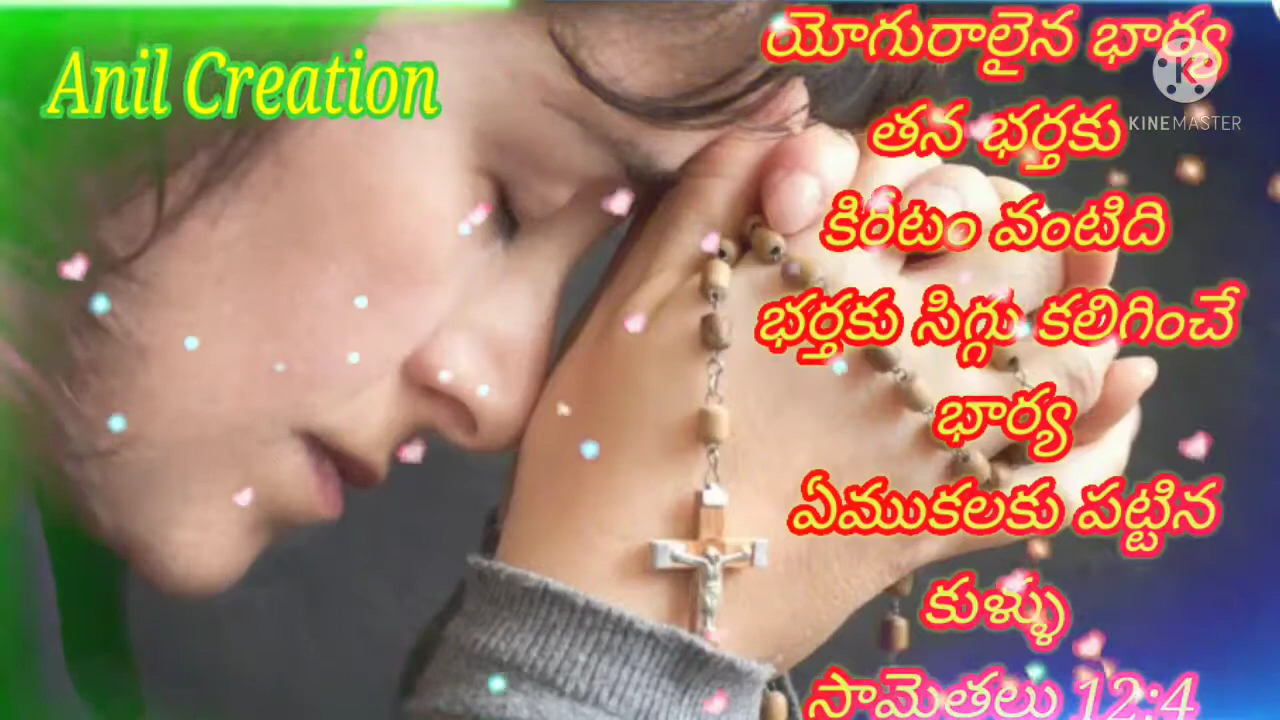 Anil Creation
యోగురాలైన భార్య
KINEMASTER
తన భర్తకు
కిరీటం వంటిది
భర్తకు సిగ్గు కలిగించే
భార్య
ఏముకలకు పట్టిన
కుళ్ళు
సామెతలు 12:4